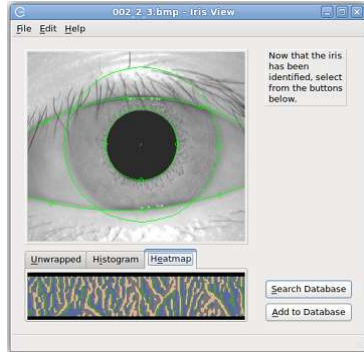 002_2_3.bmp - Iris View
File Edit Help
Now that the iris
has been
identified, select
from the buttons
below.
Unwrapped Histogram Heatmap
Search Database
Add to Database